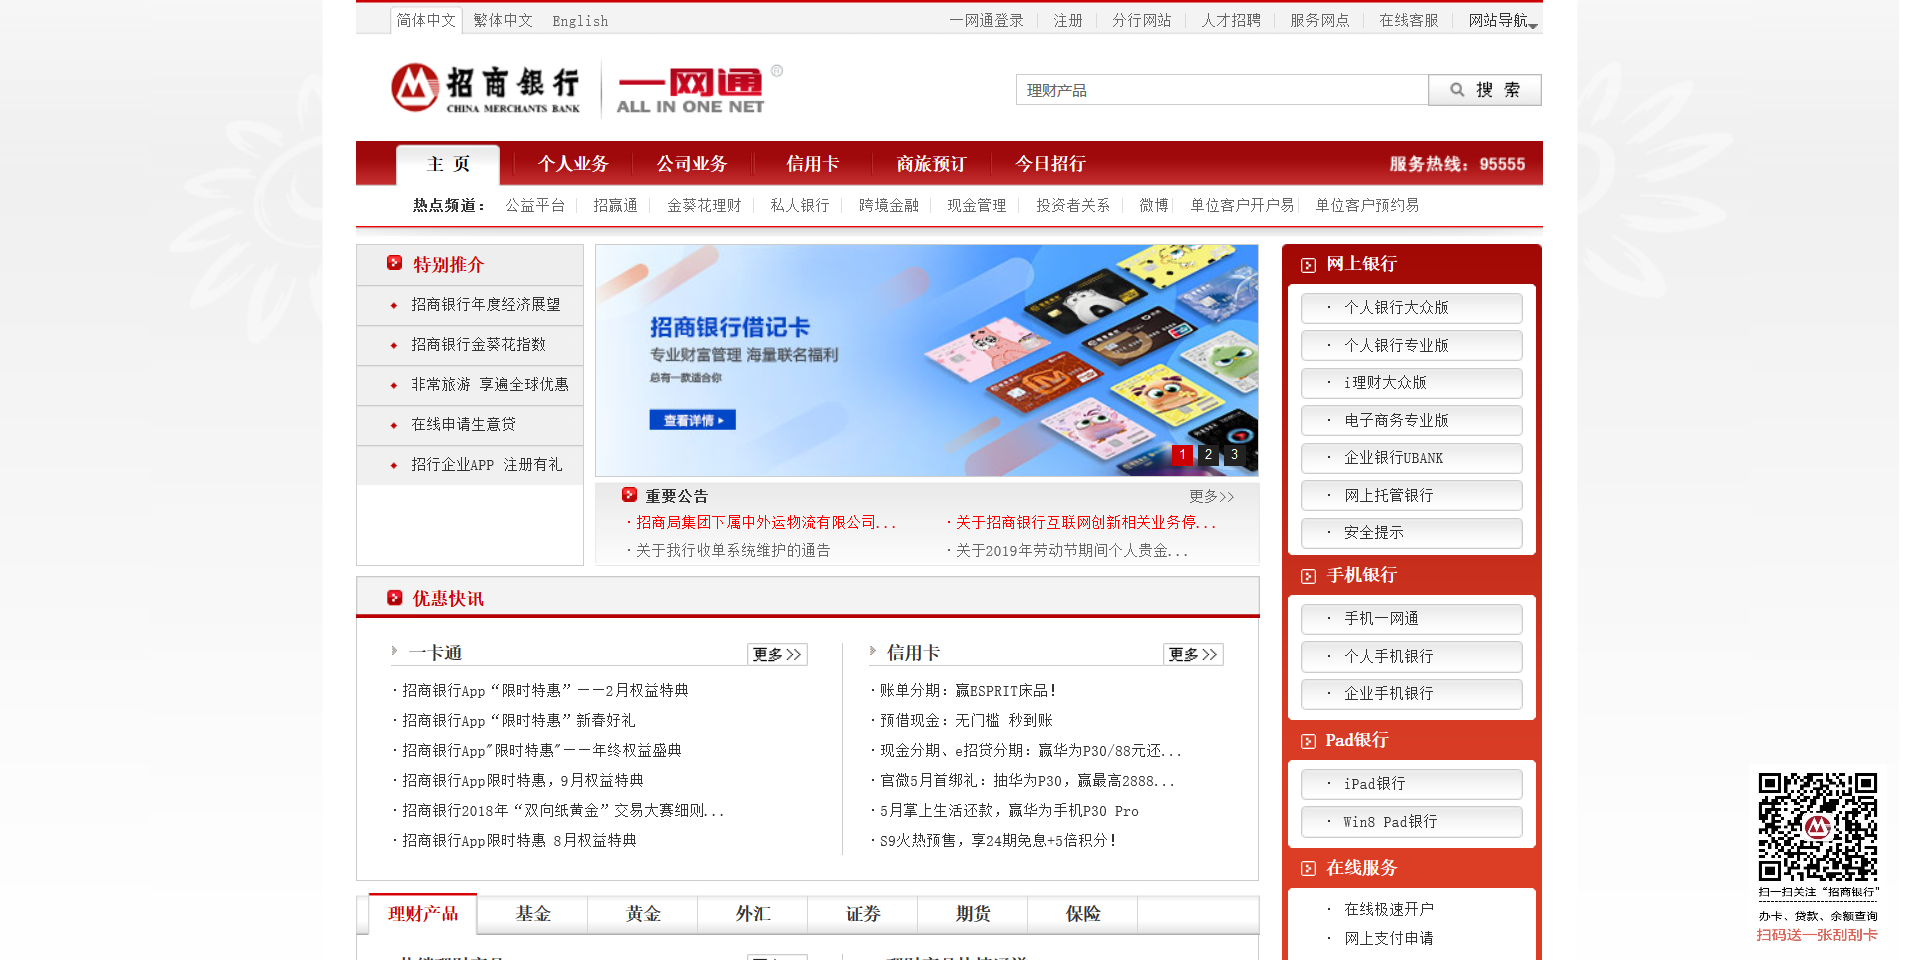 简体中文 繁体中文 English 一网通登录 注册 分行网站 人才招聘 服务网点 在线客服 网站导航
招商银行 CHINA MERCHANTS BANK 一网通 ® ALL IN ONE NET
理财产品 搜 索
主 页 个人业务 公司业务 信用卡 商旅预订 今日招行 服务热线：95555
热点频道： 公益平台 招赢通 金葵花理财 私人银行 跨境金融 现金管理 投资者关系 微博 单位客户开户易 单位客户预约易
特别推介
招商银行年度经济展望
招商银行金葵花指数
非常旅游 享遍全球优惠
在线申请生意贷
招行企业APP 注册有礼
招商银行借记卡
专业财富管理 海量联名福利
总有一款适合你
查看详情
1 2 3
重要公告 更多>>
·招商局集团下属中外运物流有限公司...
·关于招商银行互联网创新相关业务停...
·关于我行收单系统维护的通告
·关于2019年劳动节期间个人贵金...
优惠快讯
一卡通 更多>>
·招商银行App“限时特�”——2月权益特典
·招商银行App“限时特惠”新春好礼
·招商银行App"限时特惠"——年终权益盛典
·招商银行App限时特惠，9月权益特典
·招商银行2018年“双向纸黄金”交易大赛细则...
·招商银行App限时特惠 8月权益特典
信用卡 更多>>
·账单分期：赢ESPRIT床品！
·预借现金：无门槛 秒到账
·现金分期、e招贷分期：赢华为P30/88元还...
·官微5月首绑礼：抽华为P30，赢最高2888...
·5月掌上生活还款，赢华为手机P30 Pro
·S9火热预售，享24期免息+5倍积分！
理财产品 基金 黄金 外汇 证券 期货 保险
网上银行
· 个人银行大众版
· 个人银行专业版
· i理财大众版
· 电子商务专业版
· 企业银行UBANK
· 网上托管银行
· 安全提示
手机银行
· 手机一网通
· 个人手机银行
· 企业手机银行
Pad银行
· iPad银行
· Win8 Pad银行
在线服务
· 在线极速开户
· 网上支付申请
扫一扫关注“招商银行”
办卡、贷款、余额查询
扫码送一张刮刮卡